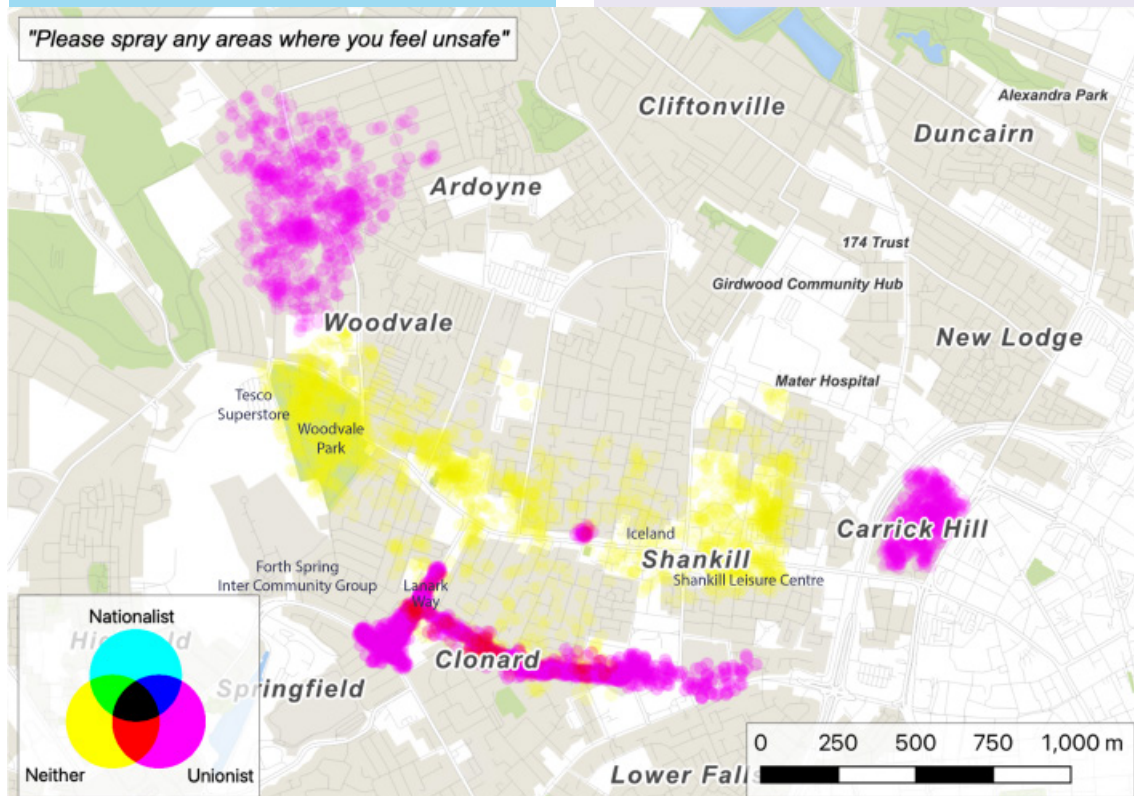 "Please spray any areas where you feel unsafe"
Cliftonville
Alexandra Park
Duncairn
Ardoyne
174 Trust
Girdwood Community Hub
Woodvale
New Lodge
Mater Hospital
Tesco
Superstore
Woodvale
Park
Iceland
Carrick Hill
Shankill
Shankill Leisure Centre
Forth Spring
Inter Community Group
Lanark
Way
Clonard
Springfield
Nationalist
Neither
Unionist
0 250 500 750 1,000 m
Lower Falls